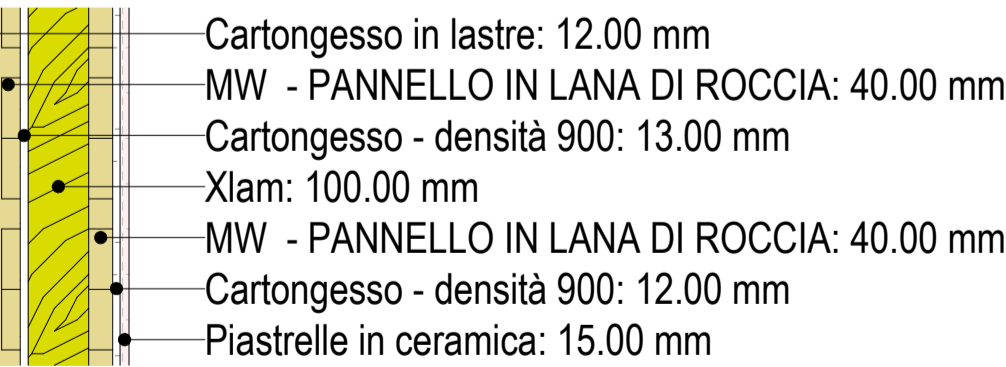 Cartongesso in lastre: 12.00 mm
MW - PANNELLO IN LANA DI ROCCIA: 40.00 mm
Cartongesso - densità 900: 13.00 mm
Xlam: 100.00 mm
MW - PANNELLO IN LANA DI ROCCIA: 40.00 mm
Cartongesso - densità 900: 12.00 mm
Piastrelle in ceramica: 15.00 mm